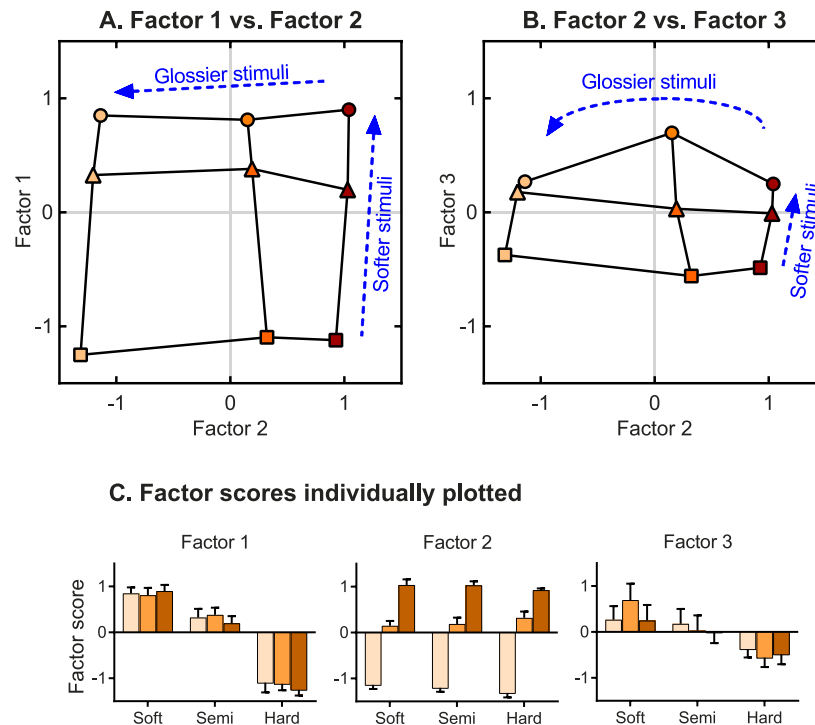 A. Factor 1 vs. Factor 2
Glossier stimuli
Softer stimuli
Factor 1
1
0
-1
-1
0
1
Factor 2
B. Factor 2 vs. Factor 3
Glossier stimuli
Softer stimuli
Factor 3
1
0
-1
-1
0
1
Factor 2
C. Factor scores individually plotted
Factor 1
Factor 2
Factor 3
Factor score
1
0
-1
Soft
Semi
Hard
1
0
-1
Soft
Semi
Hard
1
0
-1
Soft
Semi
Hard